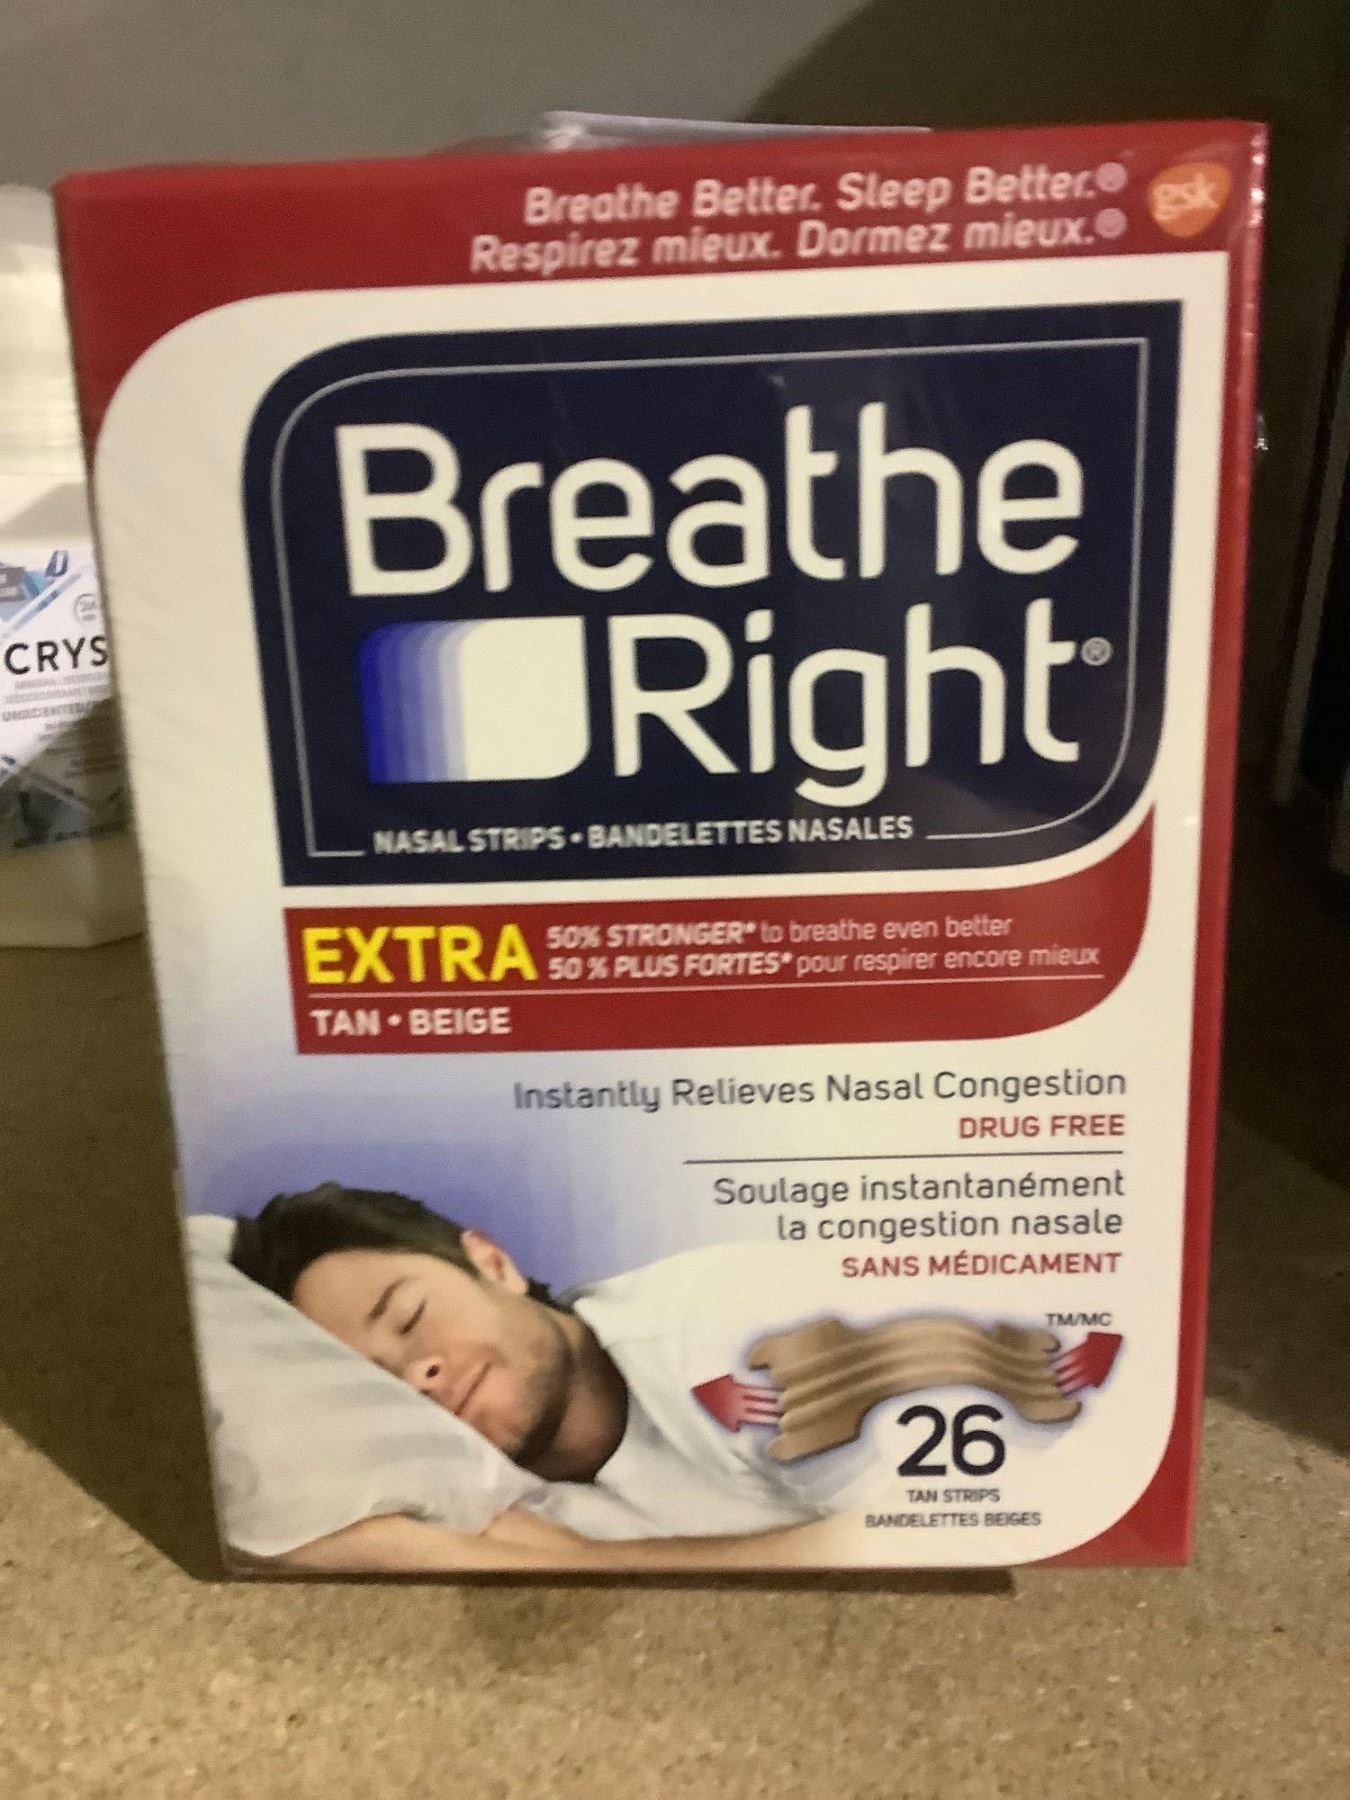 Breathe Better. Sleep Better.®
Respirez mieux. Dormez mieux.®
gsk
Breathe
Right®
NASAL STRIPS • BANDELETTES NASALES
EXTRA
50% STRONGER* to breathe even better
50 % PLUS FORTES* pour respirer encore mieux
TAN • BEIGE
Instantly Relieves Nasal Congestion
DRUG FREE
Soulage instantanément
la congestion nasale
SANS MÉDICAMENT
TM/MC
26
TAN STRIPS
BANDELETTES BEIGES
CRYS